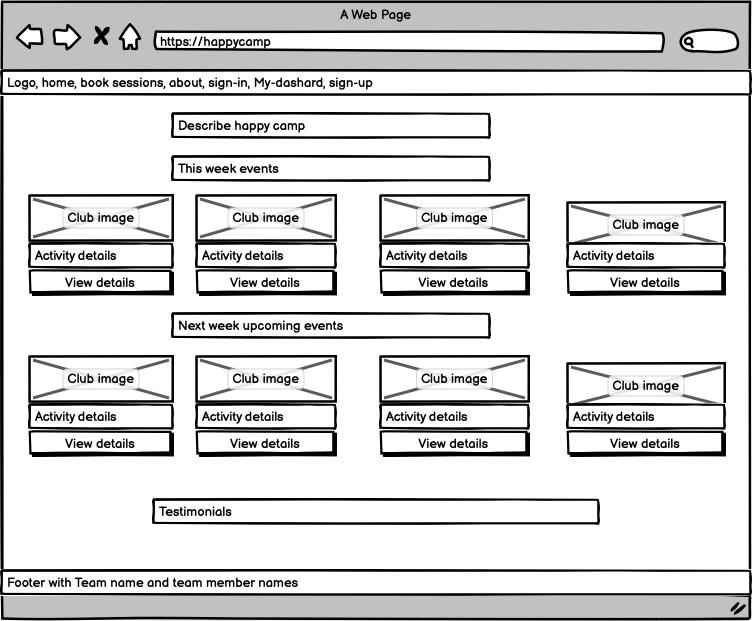 A Web Page
https://happycamp
Logo, home, book sessions, about, sign-in, My-dashard, sign-up
Describe happy camp
This week events
Club image Club image Club image Club image
Activity details Activity details Activity details Activity details
View details View details View details View details
Next week upcoming events
Club image Club image Club image Club image
Activity details Activity details Activity details Activity details
View details View details View details View details
Testimonials
Footer with Team name and team member names